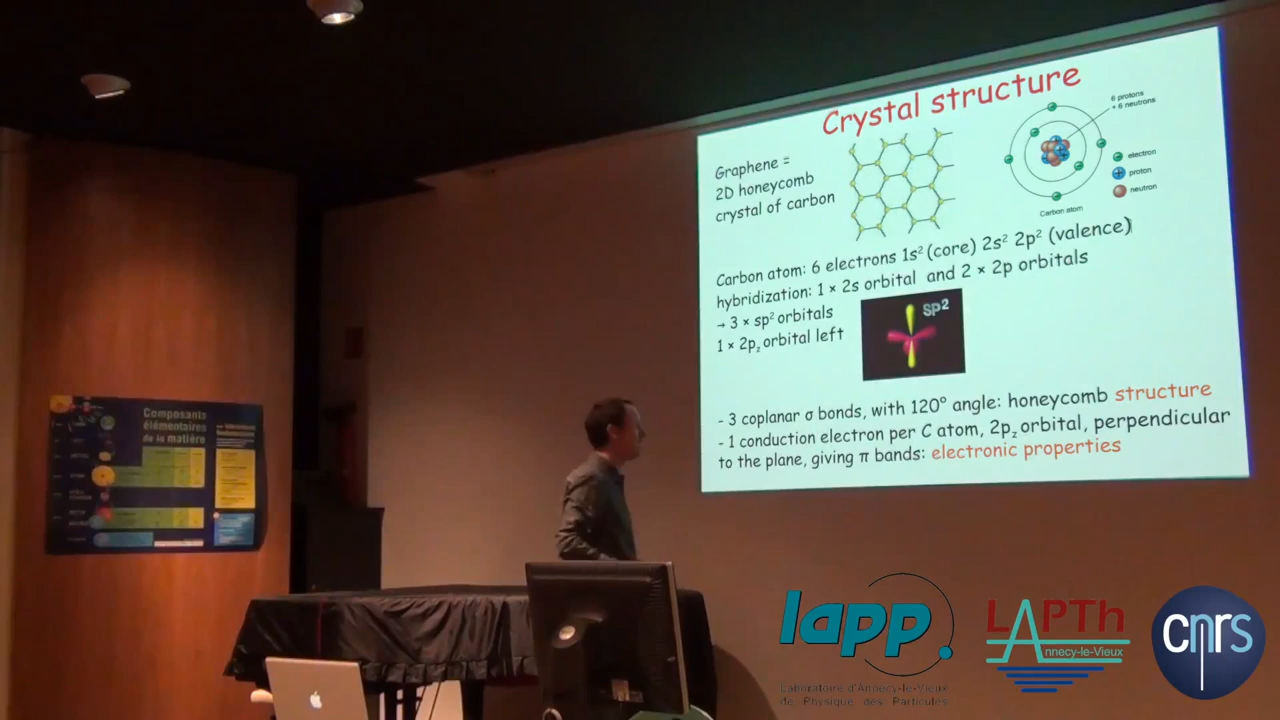 Crystal structure
Graphene =
2D honeycomb
crystal of carbon
6 protons
+ 6 neutrons
electron
proton
neutron
Carbon atom
Carbon atom: 6 electrons 1s² (core) 2s² 2p² (valence)
hybridization: 1 × 2s orbital and 2 × 2p orbitals
→ 3 × sp² orbitals
1 × 2pz orbital left
SP²
- 3 coplanar σ bonds, with 120° angle: honeycomb structure
- 1 conduction electron per C atom, 2pz orbital, perpendicular
to the plane, giving π bands: electronic properties
Composants
élémentaires
de la matière
lapp
Laboratoire d'Annecy-le-Vieux
de Physique des Particules
LAPTh
Annecy-le-Vieux
cnrs